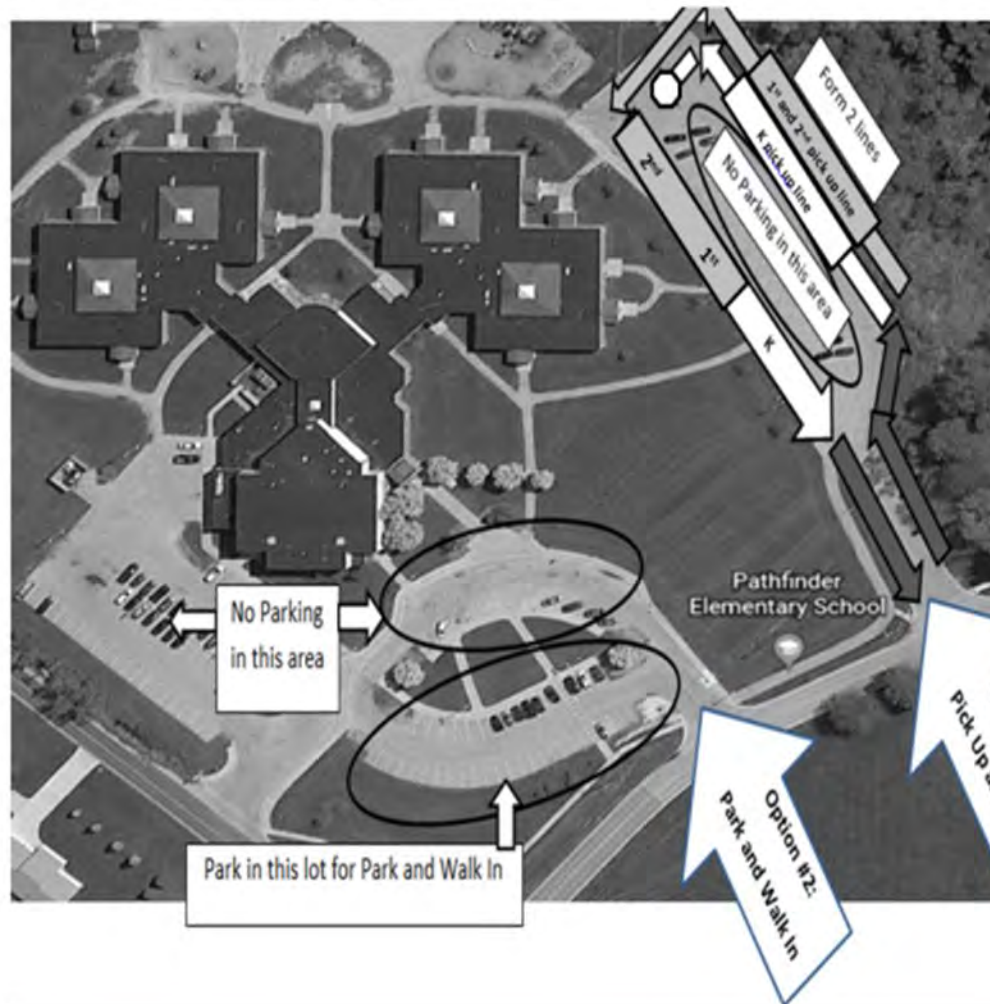 Form 2 lines
1st and 2nd pick up line
K pick up line
No Parking in this area
2nd
1st
K
Pathfinder
Elementary School
No Parking
in this area
Pick Up
Option #2:
Park and Walk In
Park in this lot for Park and Walk In